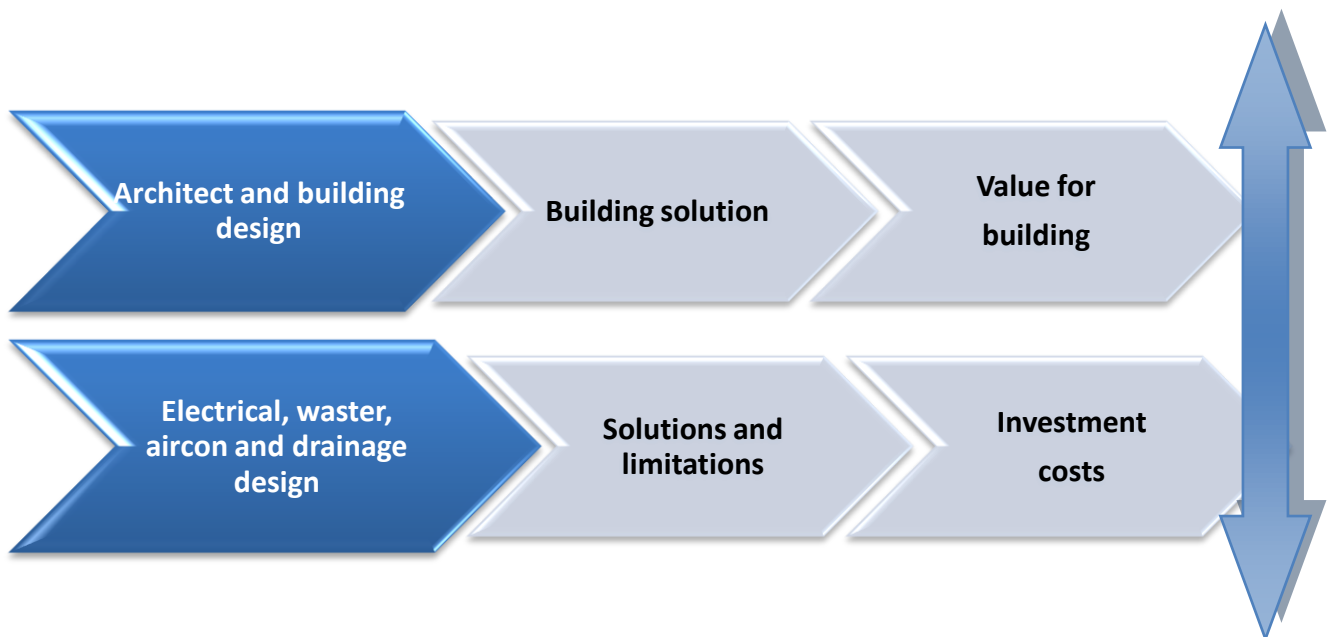 Architect and building
design
Building solution
Value for
building
Electrical, waster,
aircon and drainage
design
Solutions and
limitations
Investment
costs